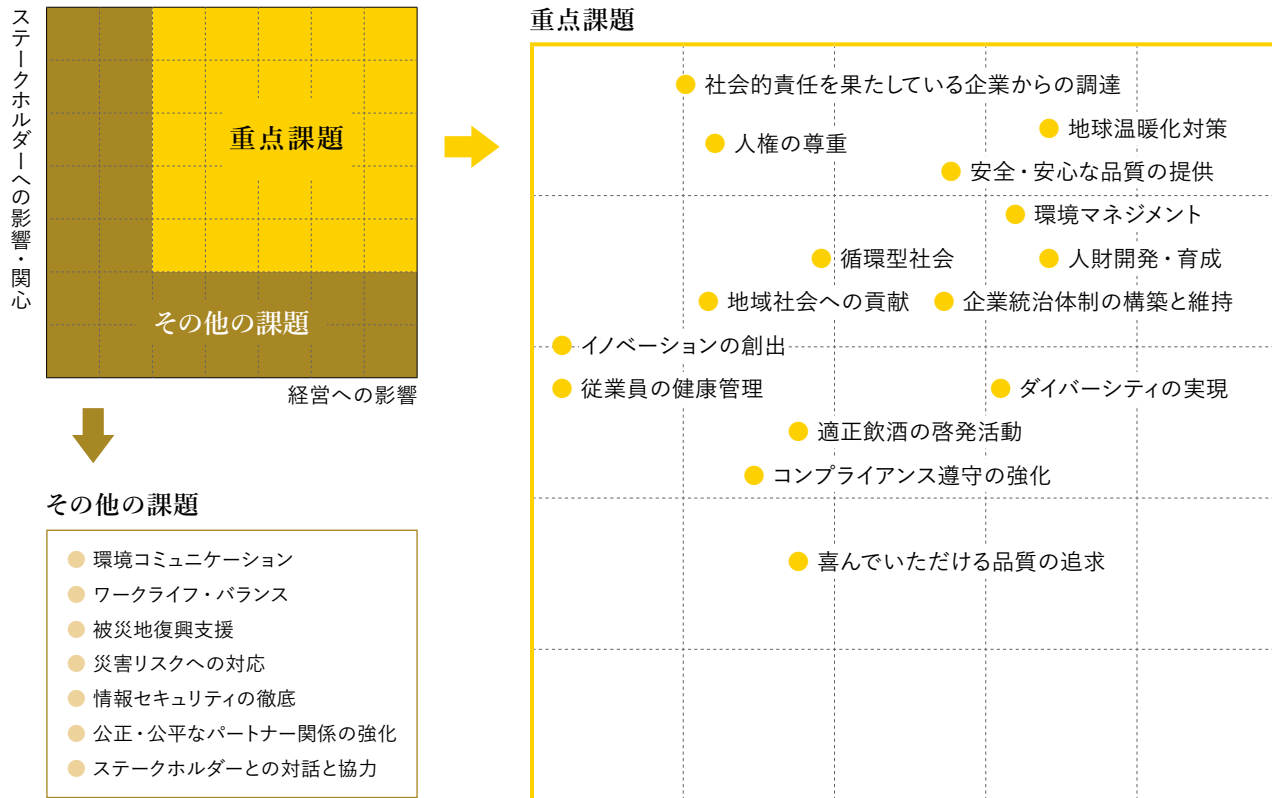 ステークホルダーへの影響・関心
重点課題
その他の課題
経営への影響
その他の課題
環境コミュニケーション
ワークライフ・バランス
被災地復興支援
災害リスクへの対応
情報セキュリティの徹底
公正・公平なパートナー関係の強化
ステークホルダーとの対話と協力
重点課題
社会的責任を果たしている企業からの調達
地球温暖化対策
人権の尊重
安全・安心な品質の提供
環境マネジメント
循環型社会
人財開発・育成
地域社会への貢献
企業統治体制の構築と維持
イノベーションの創出
従業員の健康管理
ダイバーシティの実現
適正飲酒の啓発活動
コンプライアンス遵守の強化
喜んでいただける品質の追求